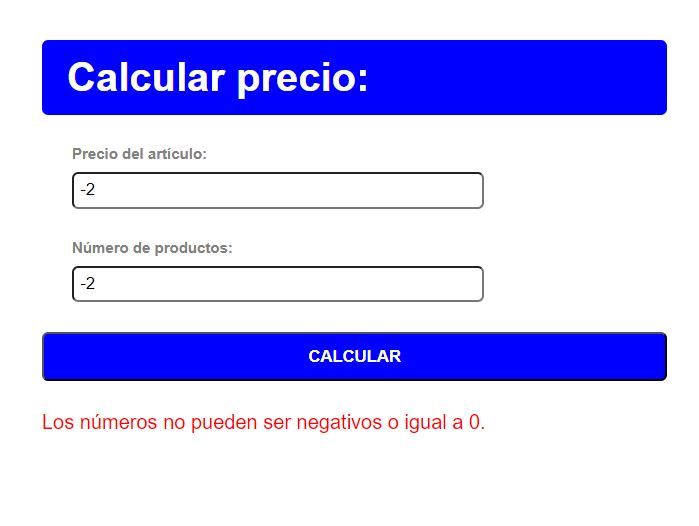 Calcular precio:
Precio del artículo:
-2
Número de productos:
-2
CALCULAR
Los números no pueden ser negativos o igual a 0.